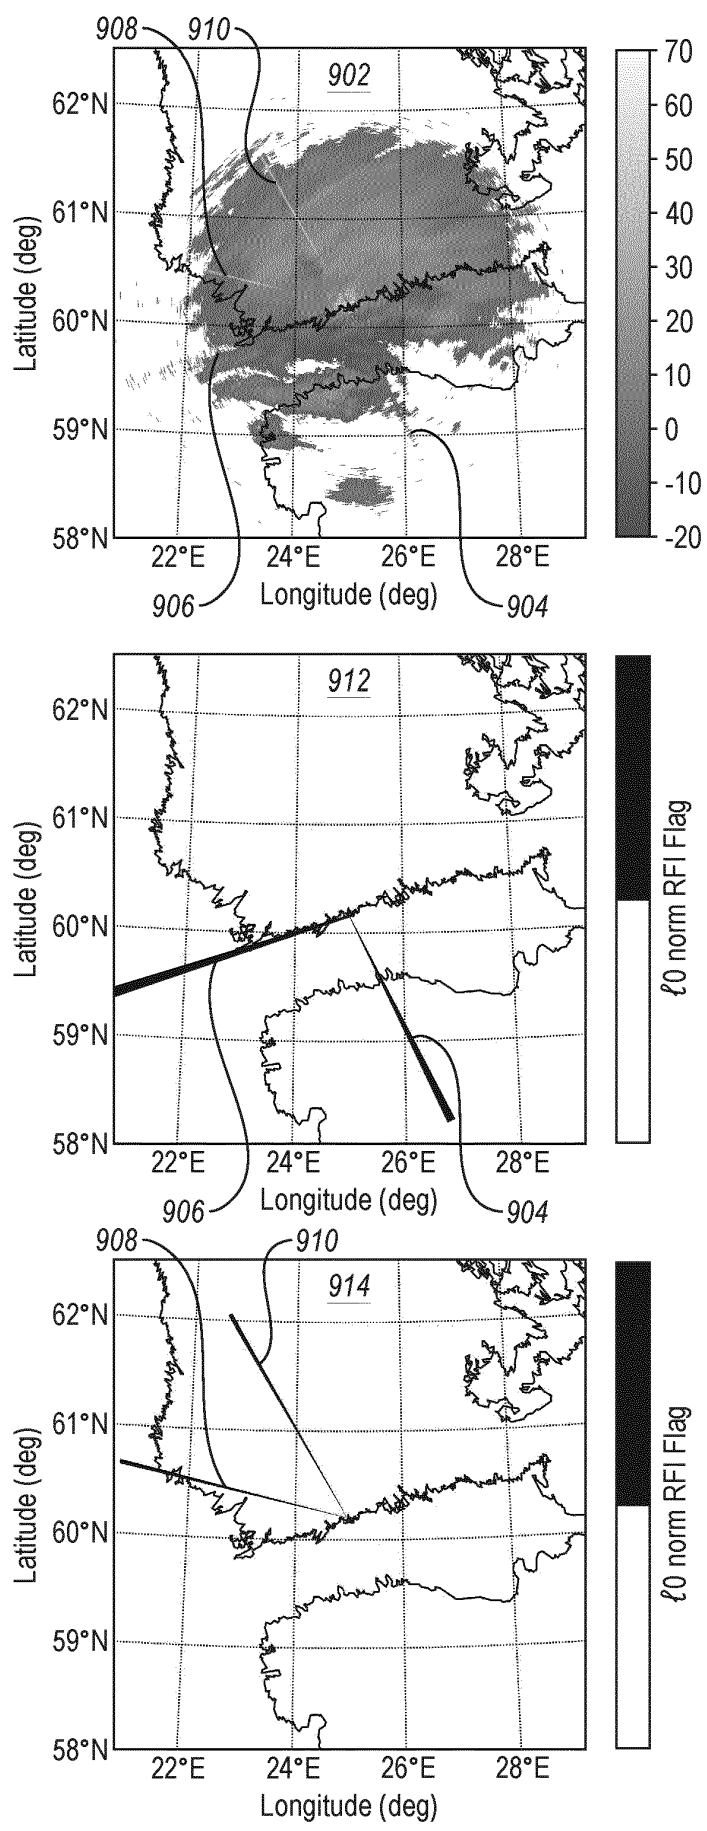 908 910
902
62°N
61°N
60°N
59°N
58°N
Latitude (deg)
22°E 24°E 26°E 28°E
Longitude (deg)
906 904
70
60
50
40
30
20
10
0
-10
-20
912
62°N
61°N
60°N
59°N
58°N
Latitude (deg)
22°E 24°E 26°E 28°E
Longitude (deg)
906 904
ℓ0 norm RFI Flag
908 910
914
62°N
61°N
60°N
59°N
58°N
Latitude (deg)
22°E 24°E 26°E 28°E
Longitude (deg)
ℓ0 norm RFI Flag